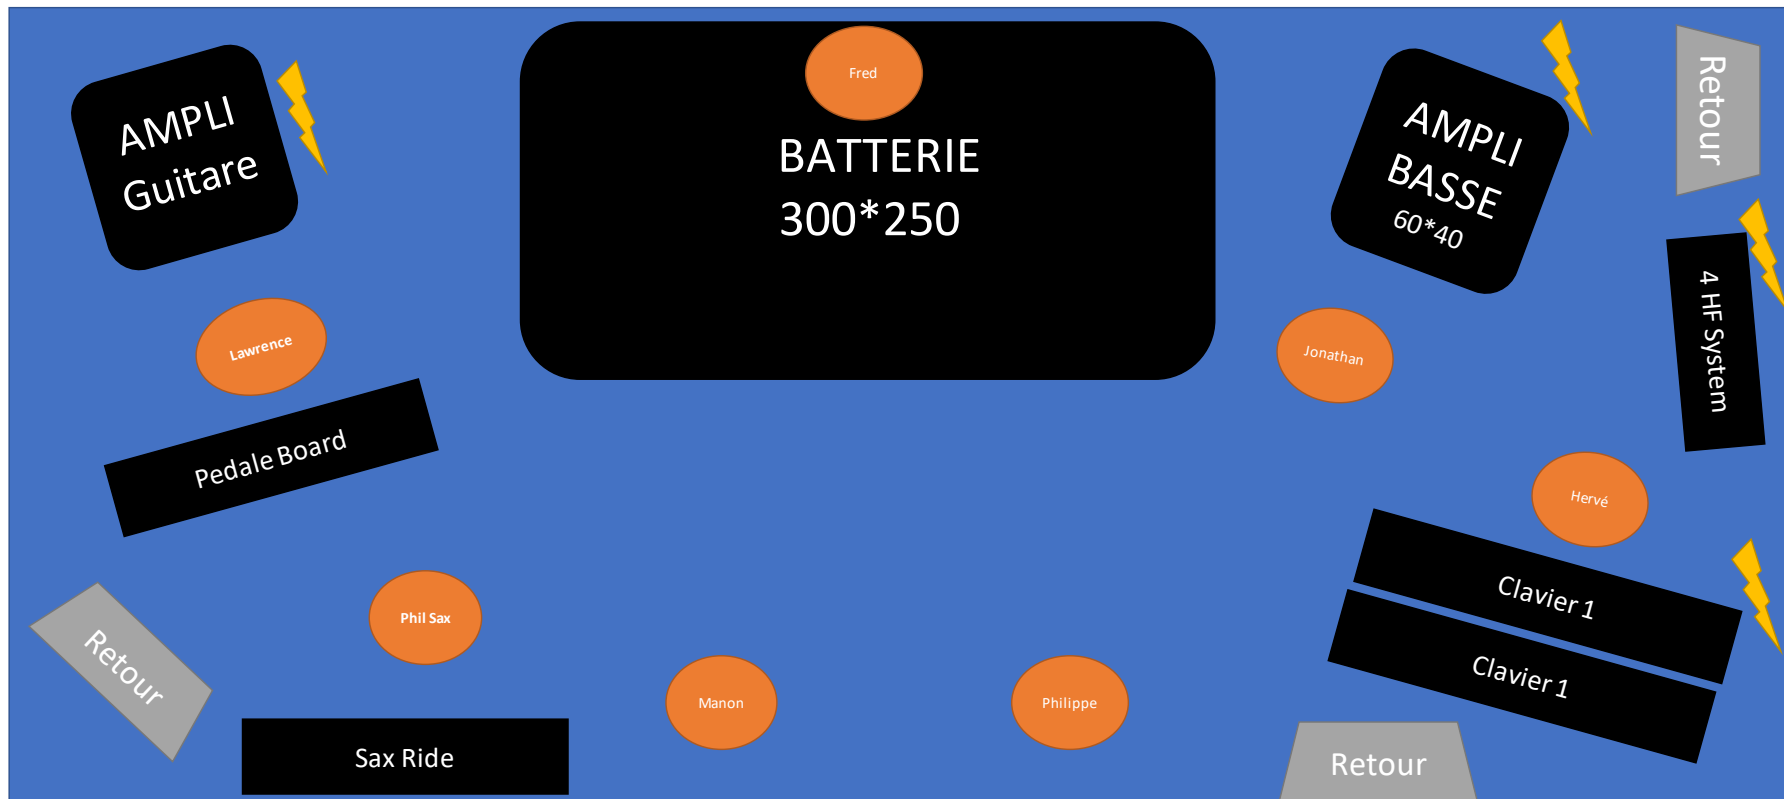 Fred
AMPLI
Guitare
BATTERIE
300*250
AMPLI
BASSE
60*40
Retour
4 HF System
Lawrence
Jonathan
Pedale Board
Hervé
Clavier 1
Clavier 1
Phil Sax
Retour
Manon
Philippe
Sax Ride
Retour